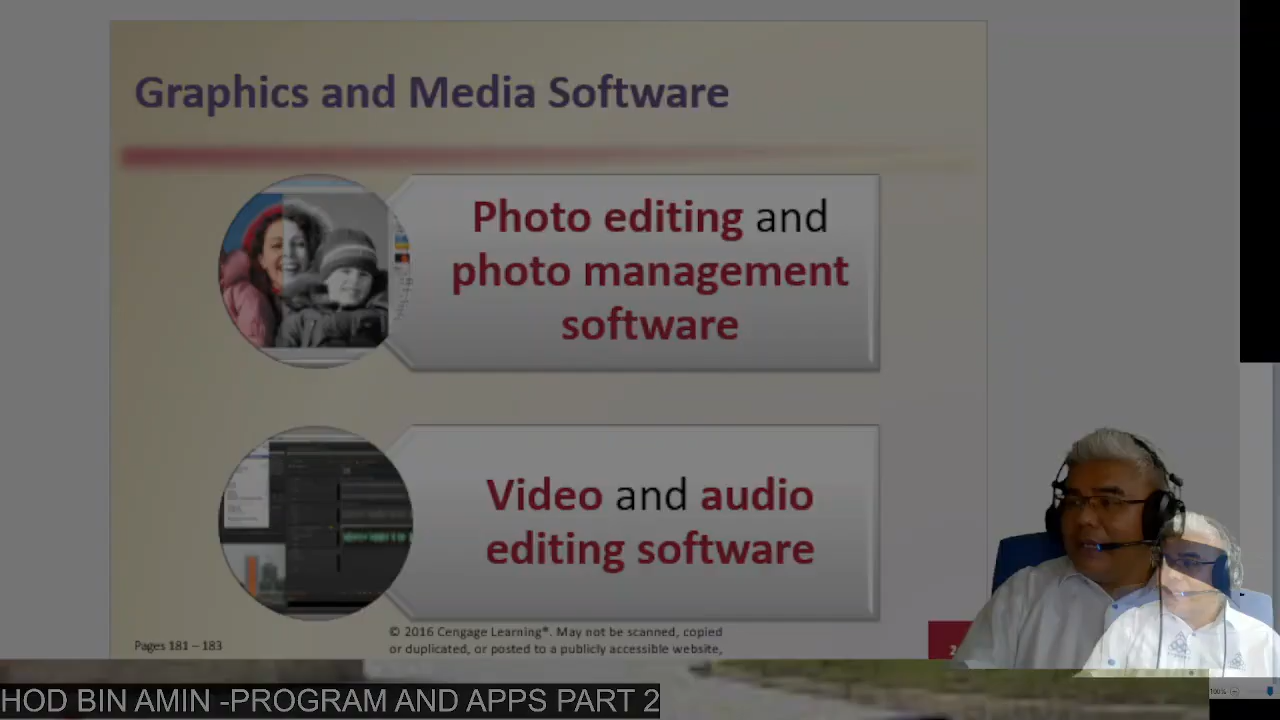 Graphics and Media Software
Photo editing and
photo management
software
Video and audio
editing software
Pages 181 – 183
© 2016 Cengage Learning®. May not be scanned, copied
or duplicated, or posted to a publicly accessible website,
HOD BIN AMIN -PROGRAM AND APPS PART 2
100%